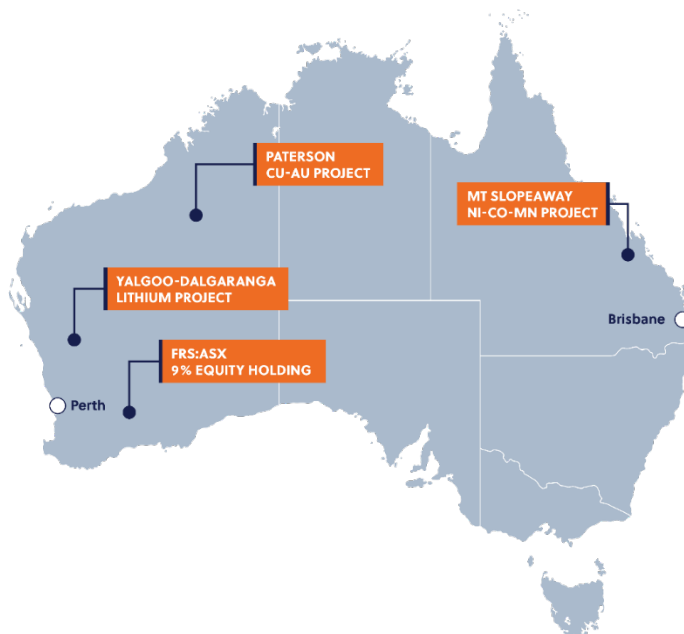 PATERSON
CU-AU PROJECT
MT SLOPEAWAY
NI-CO-MN PROJECT
YALGOO-DALGARANGA
LITHIUM PROJECT
Brisbane
FRS:ASX
9% EQUITY HOLDING
Perth